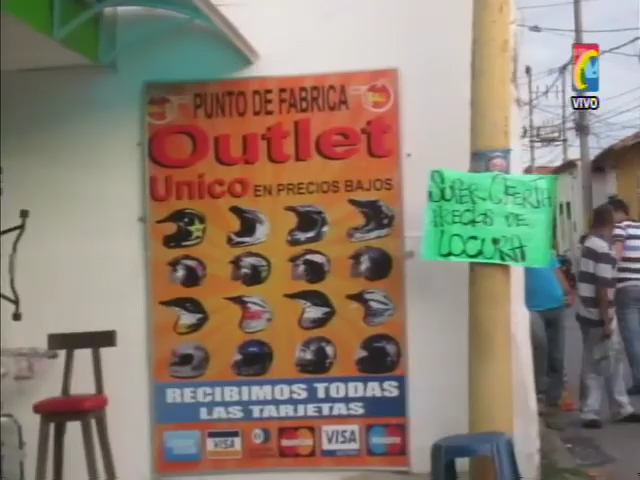 PUNTO DE FABRICA
Outlet
Unico EN PRECIOS BAJOS
RECIBIMOS TODAS
LAS TARJETAS
VISA
VISA
SUPER OFERTA
PRECIOS DE
LOCURA
VIVO